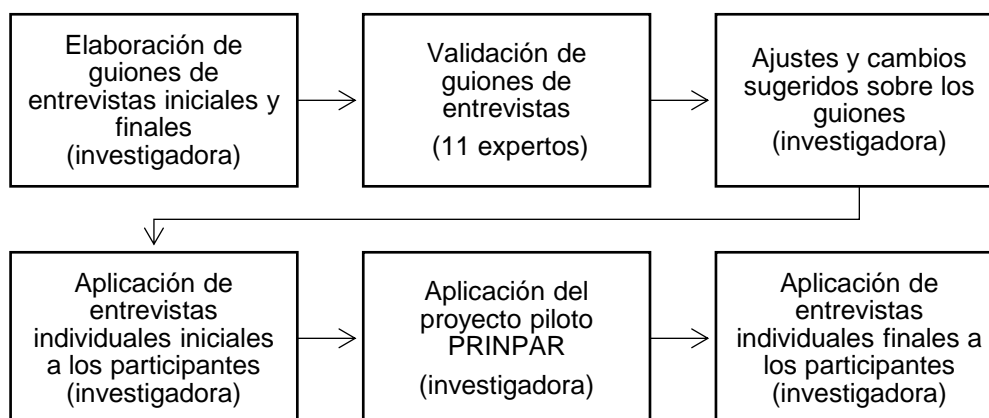 Elaboración de
guiones de
entrevistas iniciales y
finales
(investigadora)
Validación de
guiones de
entrevistas
(11 expertos)
Ajustes y cambios
sugeridos sobre los
guiones
(investigadora)
Aplicación de
entrevistas
individuales iniciales
a los participantes
(investigadora)
Aplicación del
proyecto piloto
PRINPAR
(investigadora)
Aplicación de
entrevistas
individuales finales a
los participantes
(investigadora)